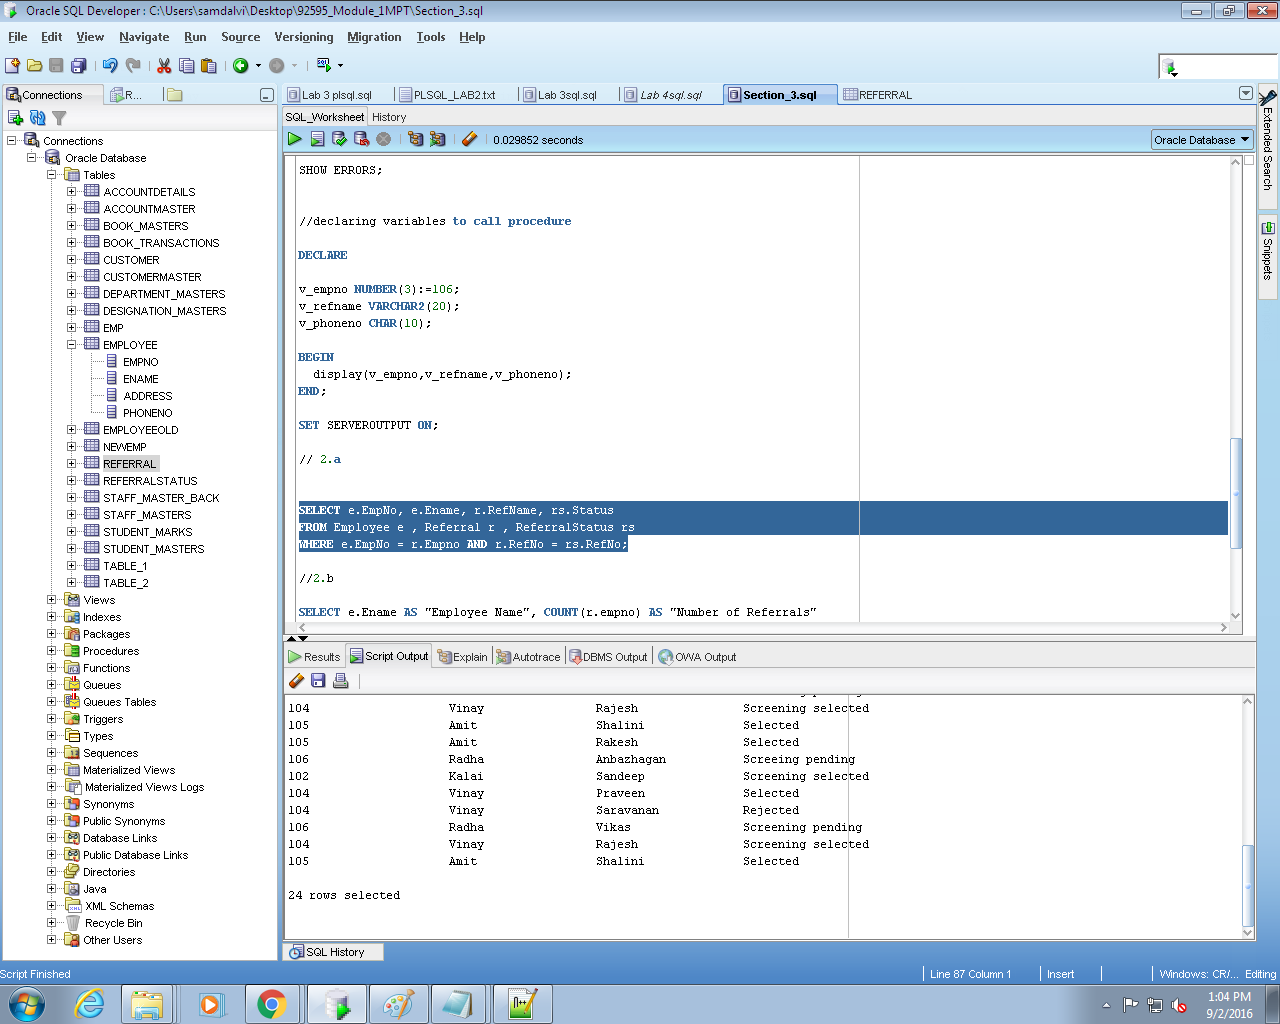 Oracle SQL Developer : C:\Users\samdalvi\Desktop\92595_Module_1MPT\Section_3.sql
File Edit View Navigate Run Source Versioning Migration Tools Help
Connections R...
Lab 3 plsql.sql PLSQL_LAB2.txt Lab 3sql.sql Lab 4sql.sql Section_3.sql REFERRAL
SQL_Worksheet History
0.029852 seconds
Oracle Database
Extended Search
Snippets
Connections
Oracle Database
Tables
ACCOUNTDETAILS
ACCOUNTMASTER
BOOK_MASTERS
BOOK_TRANSACTIONS
CUSTOMER
CUSTOMERMASTER
DEPARTMENT_MASTERS
DESIGNATION_MASTERS
EMP
EMPLOYEE
EMPNO
ENAME
ADDRESS
PHONENO
EMPLOYEEOLD
NEWEMP
REFERRAL
REFERRALSTATUS
STAFF_MASTER_BACK
STAFF_MASTERS
STUDENT_MARKS
STUDENT_MASTERS
TABLE_1
TABLE_2
Views
Indexes
Packages
Procedures
Functions
Queues
Queues Tables
Triggers
Types
Sequences
Materialized Views
Materialized Views Logs
Synonyms
Public Synonyms
Database Links
Public Database Links
Directories
Java
XML Schemas
Recycle Bin
Other Users
SHOW ERRORS;
//declaring variables to call procedure
DECLARE
v_empno NUMBER(3):=106;
v_refname VARCHAR2(20);
v_phoneno CHAR(10);
BEGIN
display(v_empno,v_refname,v_phoneno);
END;
SET SERVEROUTPUT ON;
// 2.a
SELECT e.EmpNo, e.Ename, r.RefName, rs.Status
FROM Employee e , Referral r , ReferralStatus rs
WHERE e.EmpNo = r.Empno AND r.RefNo = rs.RefNo;
//2.b
SELECT e.Ename AS "Employee Name", COUNT(r.empno) AS "Number of Referrals"
Results Script Output Explain Autotrace DBMS Output OWA Output
104 Vinay Rajesh Screening selected
105 Amit Shalini Selected
105 Amit Rakesh Selected
106 Radha Anbazhagan Screeing pending
102 Kalai Sandeep Screening selected
104 Vinay Praveen Selected
104 Vinay Saravanan Rejected
106 Radha Vikas Screening pending
104 Vinay Rajesh Screening selected
105 Amit Shalini Selected
24 rows selected
SQL History
Script Finished
Line 87 Column 1 Insert Windows: CR/... Editing
1:04 PM
9/2/2016